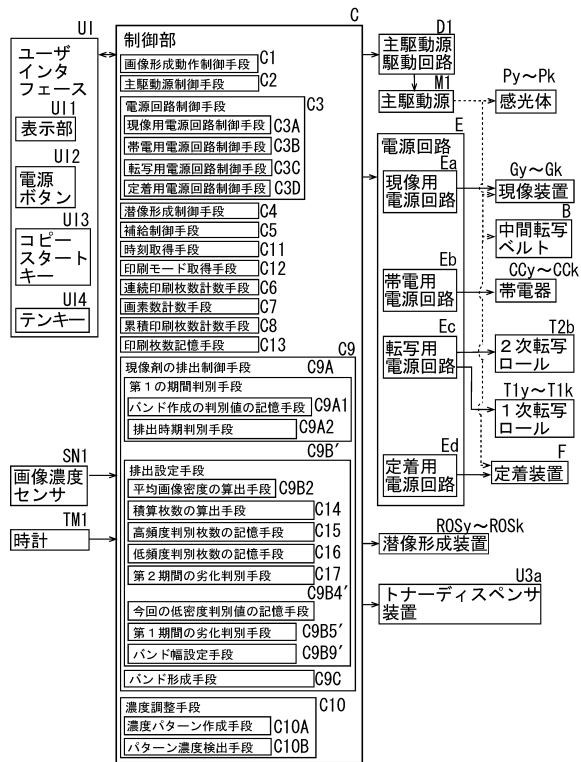 UI
ユーザ
インタ
フェース
UI1
表示部
UI2
電源
ボタン
UI3
コピー
スタート
キー
UI4
テンキー
SN1
画像濃度
センサ
TM1
時計
C
制御部
画像形成動作制御手段 C1
主駆動源制御手段 C2
電源回路制御手段 C3
現像用電源回路制御手段 C3A
帯電用電源回路制御手段 C3B
転写用電源回路制御手段 C3C
定着用電源回路制御手段 C3D
潜像形成制御手段 C4
補給制御手段 C5
時刻取得手段 C11
印刷モード取得手段 C12
連続印刷枚数計数手段 C6
画素数計数手段 C7
累積印刷枚数計数手段 C8
印刷枚数記憶手段 C13
C9
現像剤の排出制御手段 C9A
第1の期間判別手段
バンド作成の判別値の記憶手段 C9A1
排出時期判別手段 C9A2
C9B'
排出設定手段
平均画像密度の算出手段 C9B2
積算枚数の算出手段 C14
高頻度判別枚数の記憶手段 C15
低頻度判別枚数の記憶手段 C16
第2期間の劣化判別手段 C17
C9B4'
今回の低密度判別値の記憶手段
第1期間の劣化判別手段 C9B5'
バンド幅設定手段 C9B9'
バンド形成手段 C9C
濃度調整手段 C10
濃度パターン作成手段 C10A
パターン濃度検出手段 C10B
D1
主駆動源
駆動回路
M1
主駆動源
E
電源回路
Ea
現像用
電源回路
Eb
帯電用
電源回路
Ec
転写用
電源回路
Ed
定着用
電源回路
Py～Pk
感光体
Gy～Gk
現像装置
B
中間転写
ベルト
CCy～CCk
帯電器
T2b
2次転写
ロール
T1y～T1k
1次転写
ロール
F
定着装置
ROSy～ROSk
潜像形成装置
U3a
トナーディスペンサ
装置